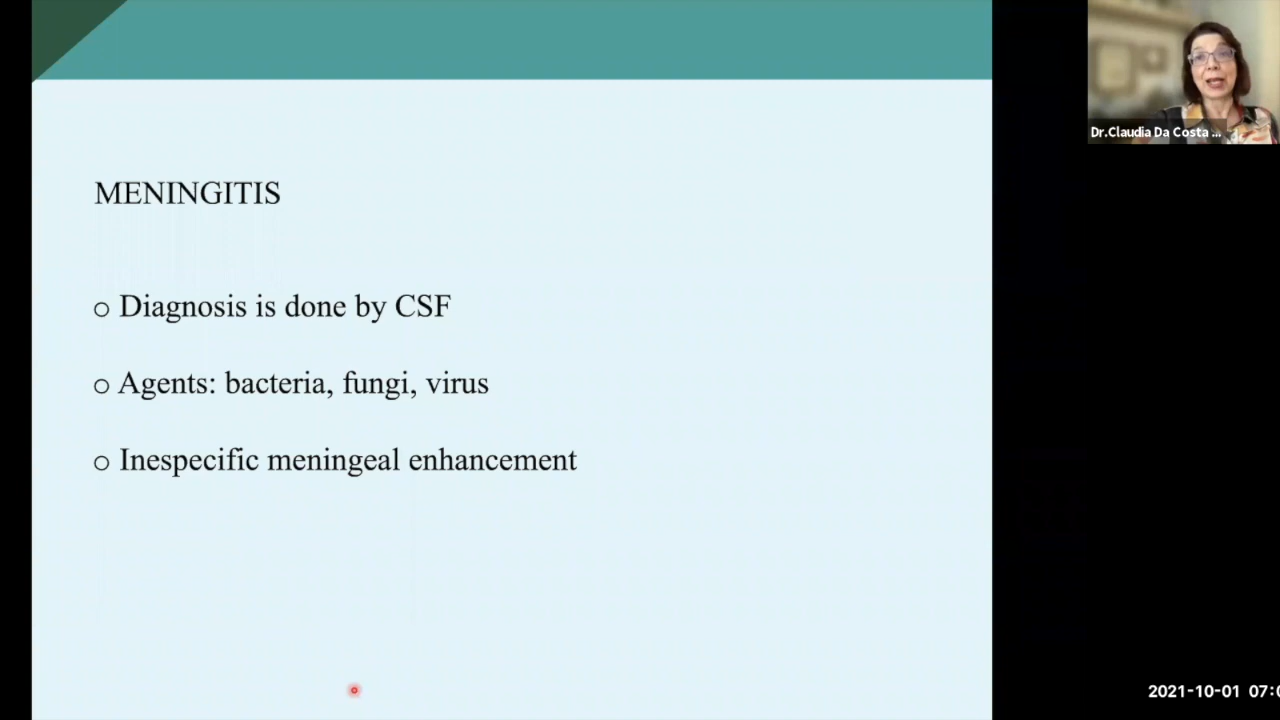 MENINGITIS
o Diagnosis is done by CSF
o Agents: bacteria, fungi, virus
o Inespecific meningeal enhancement
Dr.Claudia Da Costa ...
2021-10-01 07:0